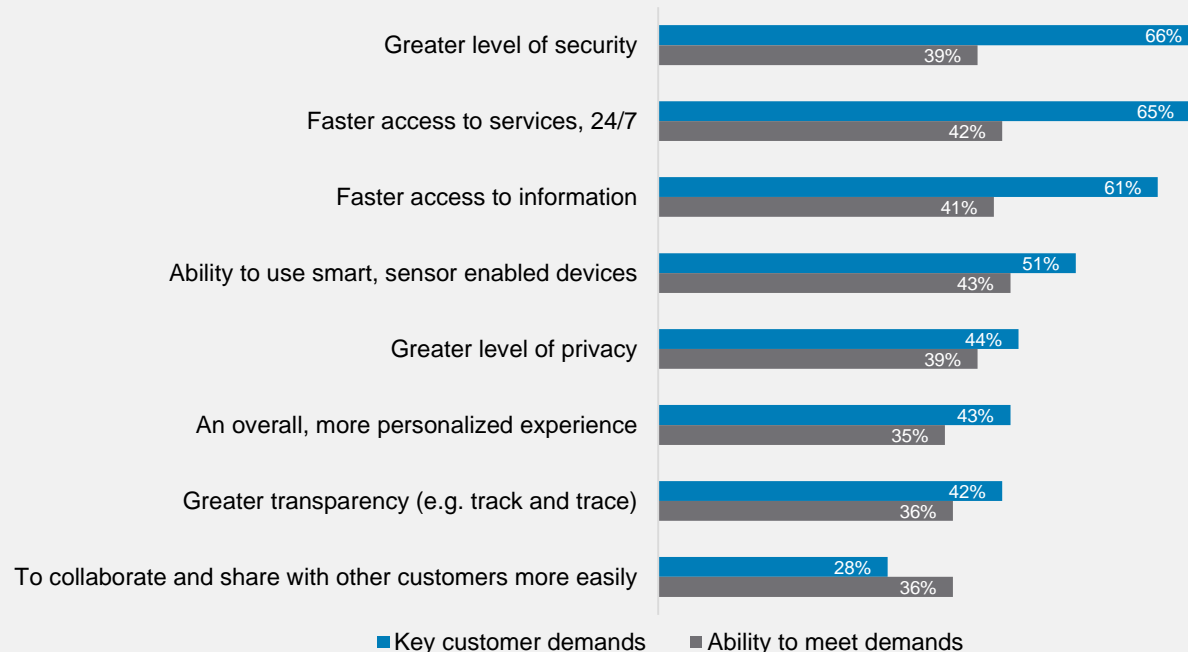 Greater level of security
66%
39%
Faster access to services, 24/7
65%
42%
Faster access to information
61%
41%
Ability to use smart, sensor enabled devices
51%
43%
Greater level of privacy
44%
39%
An overall, more personalized experience
43%
35%
Greater transparency (e.g. track and trace)
42%
36%
To collaborate and share with other customers more easily
28%
36%
Key customer demands
Ability to meet demands